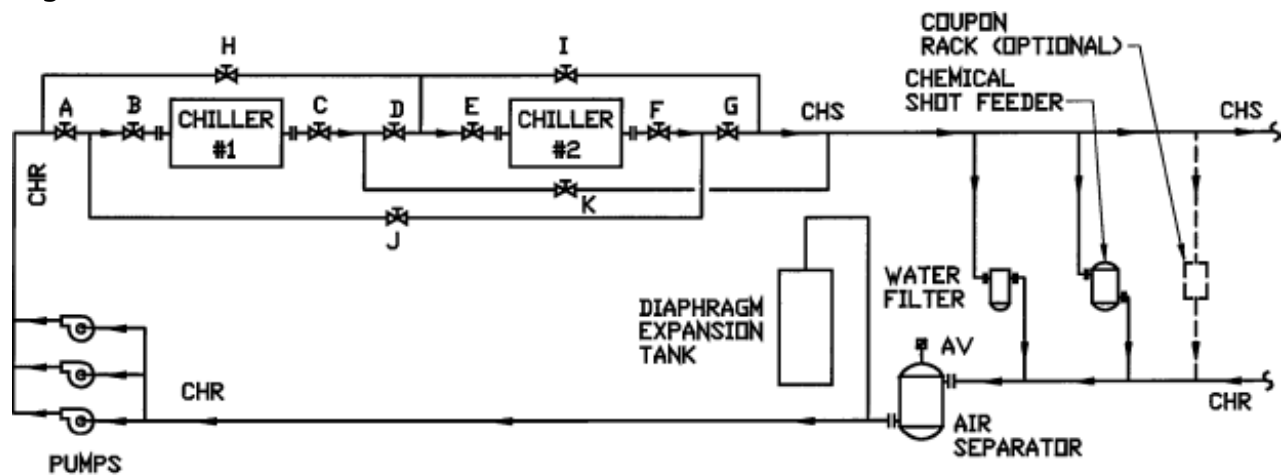 COUPON
RACK (OPTIONAL)
H
I
CHEMICAL
SHOT FEEDER
A
B
C
D
E
F
G
CHILLER
#1
CHILLER
#2
CHS
CHS
CHR
K
J
WATER
FILTER
DIAPHRAGM
EXPANSION
TANK
AV
CHR
CHR
AIR
SEPARATOR
PUMPS